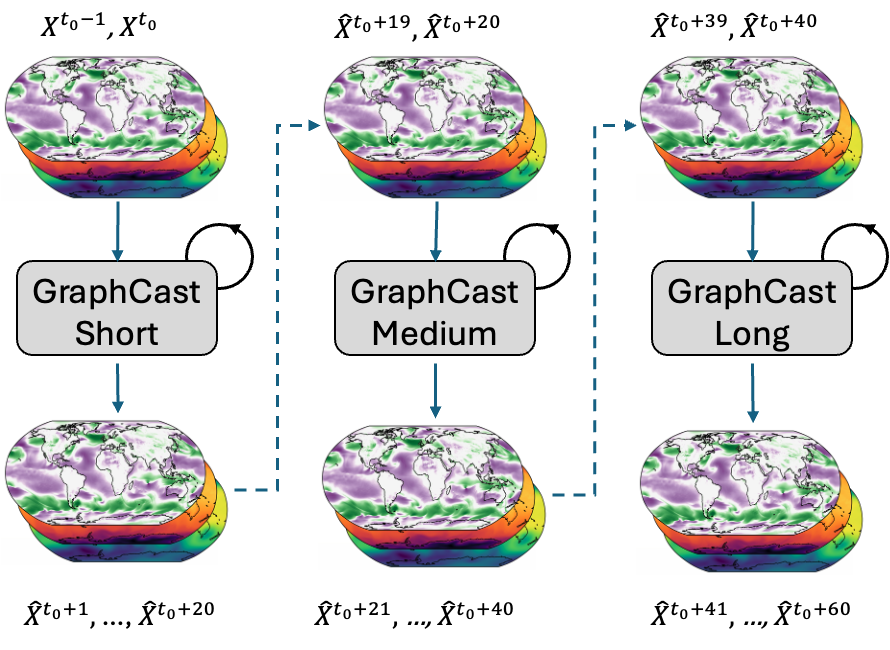 X^{t_0-1}, X^{t_0}
X̂^{t_0+19}, X̂^{t_0+20}
X̂^{t_0+39}, X̂^{t_0+40}
GraphCast
Short
GraphCast
Medium
GraphCast
Long
X̂^{t_0+1}, ..., X̂^{t_0+20}
X̂^{t_0+21}, ..., X̂^{t_0+40}
X̂^{t_0+41}, ..., X̂^{t_0+60}